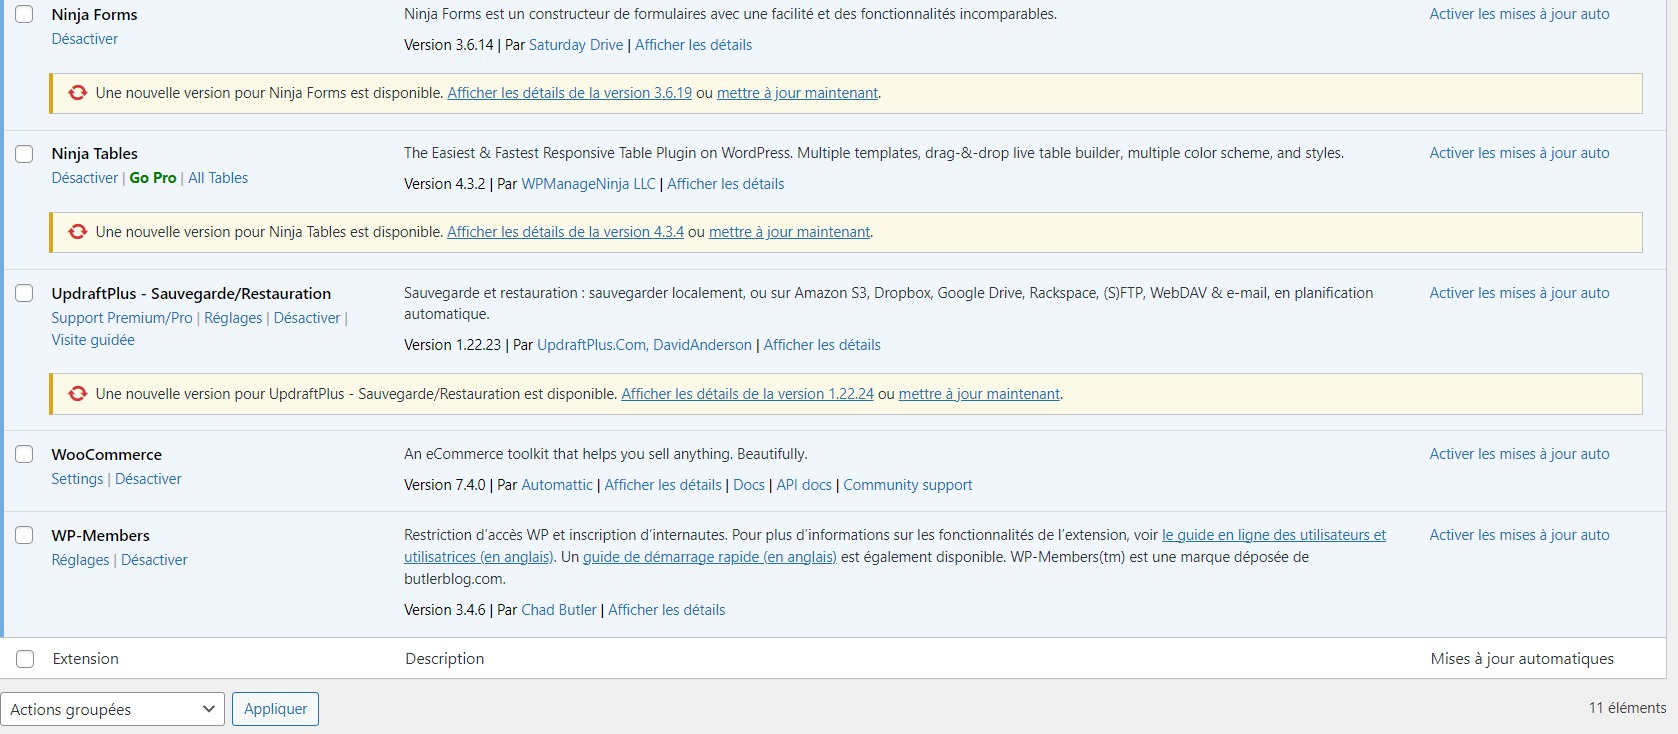 Ninja Forms
Ninja Forms est un constructeur de formulaires avec une facilité et des fonctionnalités incomparables.
Activer les mises à jour auto
Désactiver
Version 3.6.14 | Par Saturday Drive | Afficher les détails
Une nouvelle version pour Ninja Forms est disponible. Afficher les détails de la version 3.6.19 ou mettre à jour maintenant.
Ninja Tables
The Easiest & Fastest Responsive Table Plugin on WordPress. Multiple templates, drag-&-drop live table builder, multiple color scheme, and styles.
Activer les mises à jour auto
Désactiver | Go Pro | All Tables
Version 4.3.2 | Par WPManageNinja LLC | Afficher les détails
Une nouvelle version pour Ninja Tables est disponible. Afficher les détails de la version 4.3.4 ou mettre à jour maintenant.
UpdraftPlus - Sauvegarde/Restauration
Sauvegarde et restauration : sauvegarder localement, ou sur Amazon S3, Dropbox, Google Drive, Rackspace, (S)FTP, WebDAV & e-mail, en planification
automatique.
Activer les mises à jour auto
Support Premium/Pro | Réglages | Désactiver |
Visite guidée
Version 1.22.23 | Par UpdraftPlus.Com, DavidAnderson | Afficher les détails
Une nouvelle version pour UpdraftPlus - Sauvegarde/Restauration est disponible. Afficher les détails de la version 1.22.24 ou mettre à jour maintenant.
WooCommerce
An eCommerce toolkit that helps you sell anything. Beautifully.
Activer les mises à jour auto
Settings | Désactiver
Version 7.4.0 | Par Automattic | Afficher les détails | Docs | API docs | Community support
WP-Members
Restriction d’accès WP et inscription d’internautes. Pour plus d’informations sur les fonctionnalités de l’extension, voir le guide en ligne des utilisateurs et
utilisatrices (en anglais). Un guide de démarrage rapide (en anglais) est également disponible. WP-Members(tm) est une marque déposée de
butlerblog.com.
Activer les mises à jour auto
Réglages | Désactiver
Version 3.4.6 | Par Chad Butler | Afficher les détails
Extension
Description
Mises à jour automatiques
Actions groupées
Appliquer
11 éléments